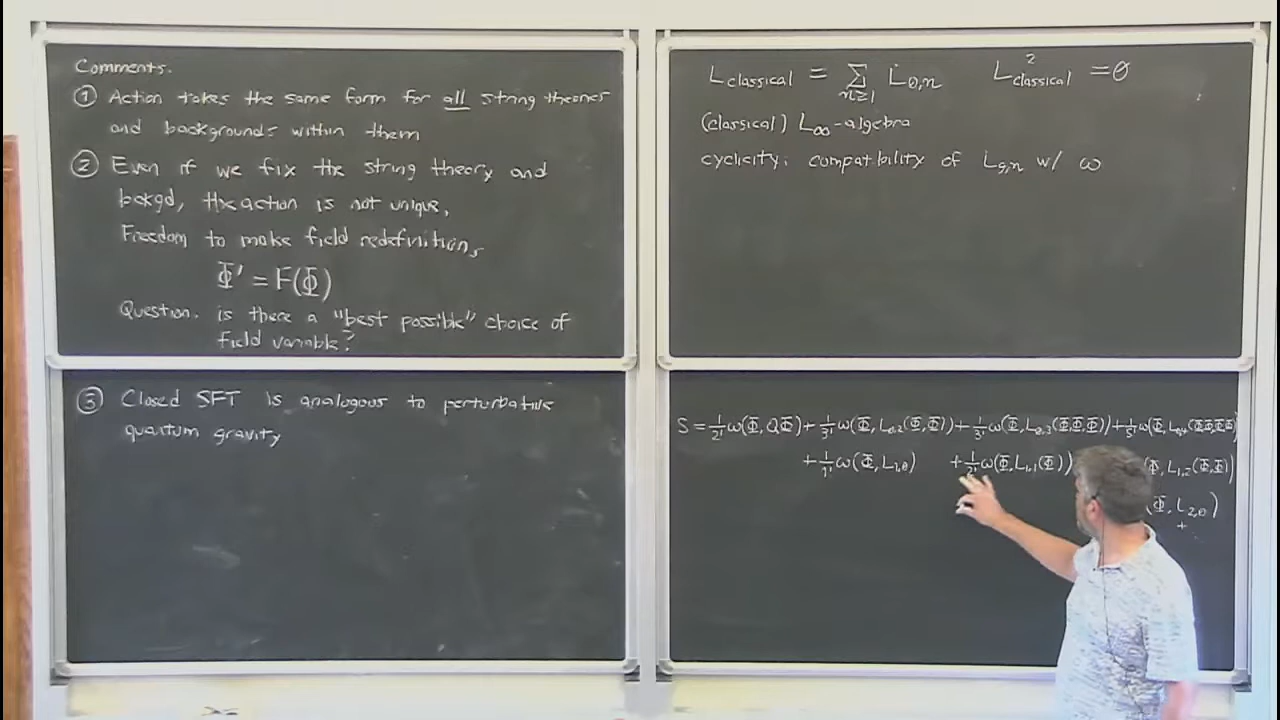 Comments.
① Action takes the same form for all string theories
and backgrounds within them
② Even if we fix the string theory and
bckgd, the action is not unique.
Freedom to make field redefinitions
Φ' = F(Φ)
Question. is there a "best possible" choice of
field variable?
③ Closed SFT is analogous to perturbative
quantum gravity
L_classical = Σ_{n≥1} L_{0,n}   L²_classical = 0
(classical) L∞-algebra
cyclicity: compatibility of L_{g,n} w/ ω
S = 1/2! ω(Φ, QΦ) + 1/3! ω(Φ, L_{0,2}(Φ,Φ)) + 1/3! ω(Φ, L_{0,3}(Φ,Φ,Φ)) + 1/5! ω(Φ, L_{0,4}(Φ,Φ,Φ,Φ))
+ 1/1! ω(Φ, L_{1,0}) + 1/2! ω(Φ, L_{1,1}(Φ)) (Φ, L_{1,2}(Φ,Φ))
(Φ, L_{2,0})
+